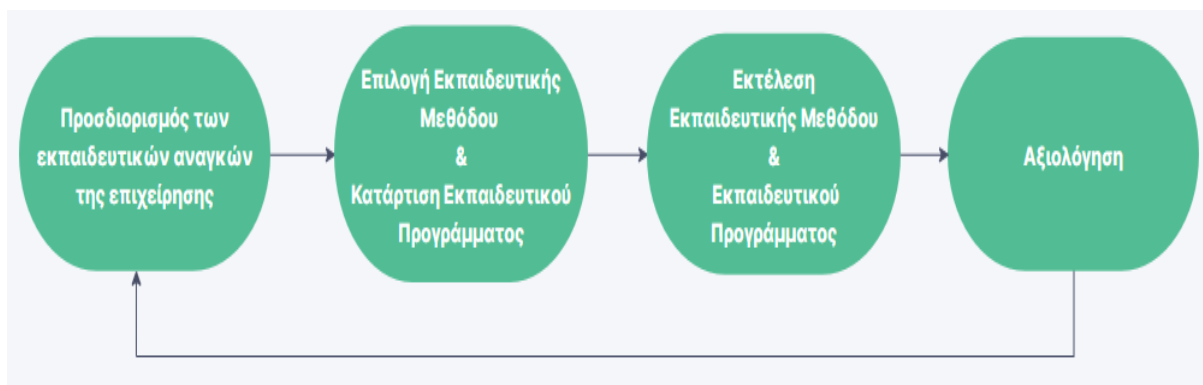 Προσδιορισμός των
εκπαιδευτικών αναγκών
της επιχείρησης
Επιλογή Εκπαιδευτικής
Μεθόδου
&
Κατάρτιση Εκπαιδευτικού
Προγράμματος
Εκτέλεση
Εκπαιδευτικής Μεθόδου
&
Εκπαιδευτικού
Προγράμματος
Αξιολόγηση